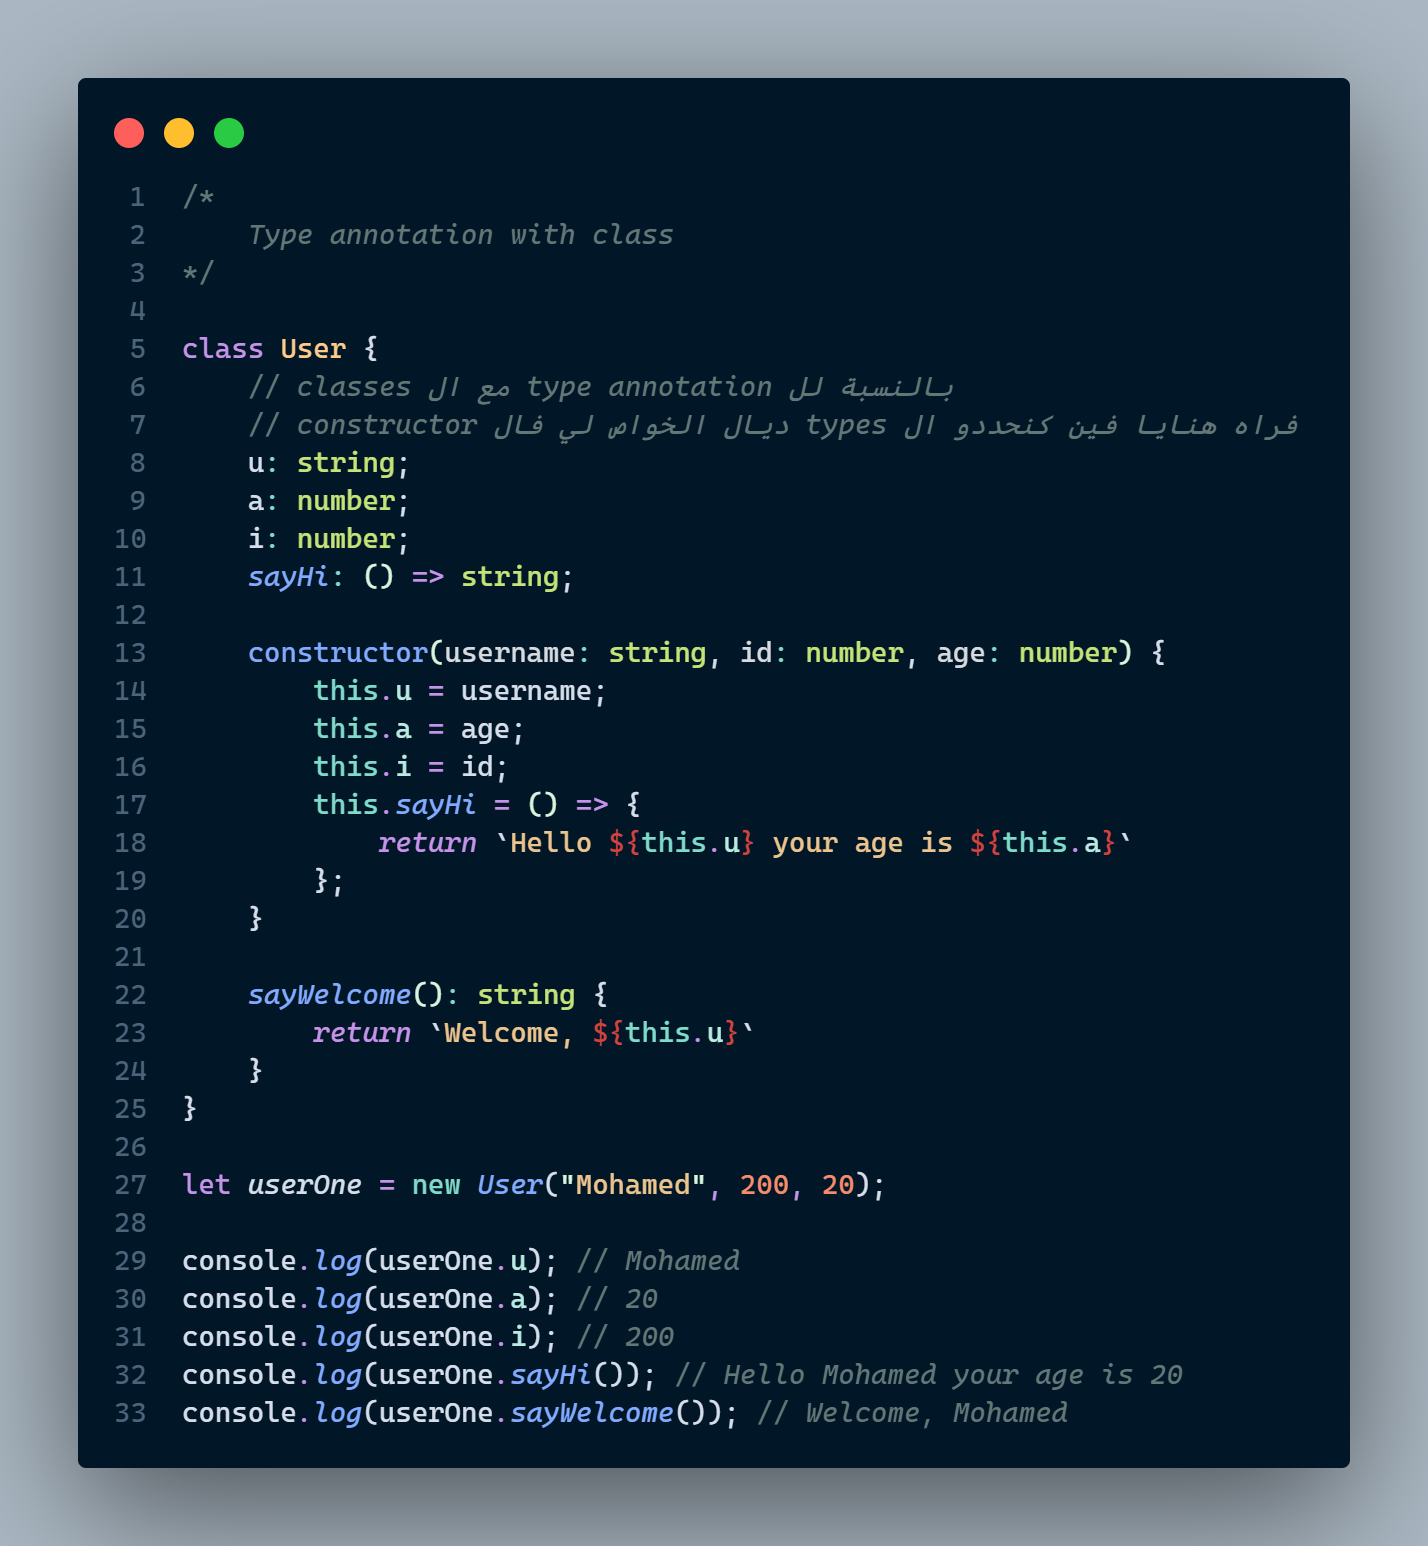 1 /*
2     Type annotation with class
3 */
4
5 class User {
6     // classes مع ال type annotation بالنسبة لل
7     // constructor ديال الخواص لي فال types فراه هنايا فين كنحددو ال
8     u: string;
9     a: number;
10     i: number;
11     sayHi: () => string;
12
13     constructor(username: string, id: number, age: number) {
14         this.u = username;
15         this.a = age;
16         this.i = id;
17         this.sayHi = () => {
18             return `Hello ${this.u} your age is ${this.a}`
19         };
20     }
21
22     sayWelcome(): string {
23         return `Welcome, ${this.u}`
24     }
25 }
26
27 let userOne = new User("Mohamed", 200, 20);
28
29 console.log(userOne.u); // Mohamed
30 console.log(userOne.a); // 20
31 console.log(userOne.i); // 200
32 console.log(userOne.sayHi()); // Hello Mohamed your age is 20
33 console.log(userOne.sayWelcome()); // Welcome, Mohamed